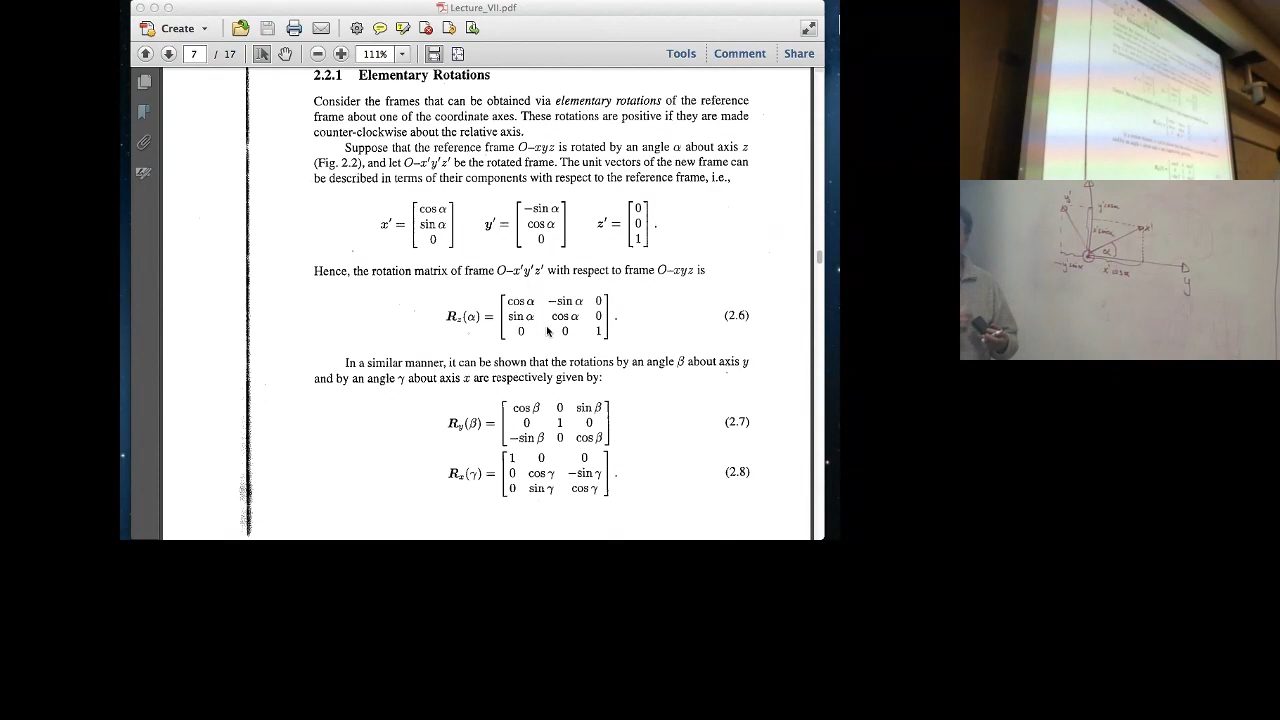 Lecture_VII.pdf
Create
7 / 17
111%
Tools Comment Share
2.2.1 Elementary Rotations
Consider the frames that can be obtained via elementary rotations of the reference
frame about one of the coordinate axes. These rotations are positive if they are made
counter-clockwise about the relative axis.
Suppose that the reference frame O–xyz is rotated by an angle α about axis z
(Fig. 2.2), and let O–x′y′z′ be the rotated frame. The unit vectors of the new frame can
be described in terms of their components with respect to the reference frame, i.e.,
x′ = [cos α; sin α; 0] y′ = [−sin α; cos α; 0] z′ = [0; 0; 1].
Hence, the rotation matrix of frame O–x′y′z′ with respect to frame O–xyz is
R_z(α) = [cos α −sin α 0; sin α cos α 0; 0 0 1]. (2.6)
In a similar manner, it can be shown that the rotations by an angle β about axis y
and by an angle γ about axis x are respectively given by:
R_y(β) = [cos β 0 sin β; 0 1 0; −sin β 0 cos β] (2.7)
R_x(γ) = [1 0 0; 0 cos γ −sin γ; 0 sin γ cos γ]. (2.8)
y'
y'cosα
x'sinα
x'
α
-y'sinα
x'cosα
y